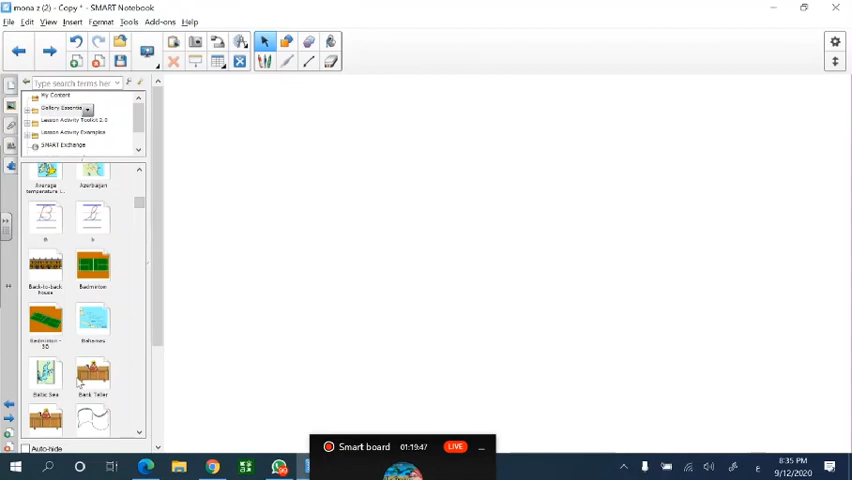 mona z (2) - Copy * - SMART Notebook
File Edit View Insert Format Tools Add-ons Help
Type search terms her
My Content
Gallery Essentia
Lesson Activity Toolkit 2.0
Lesson Activity Examples
SMART Exchange
Average temperature i...
Azerbaijan
B
b
Back-to-back house
Badminton
Badminton - 3D
Bahamas
Baltic Sea
Bank Teller
Auto-hide
Smart board 01:19:47 LIVE
8:35 PM
9/12/2020